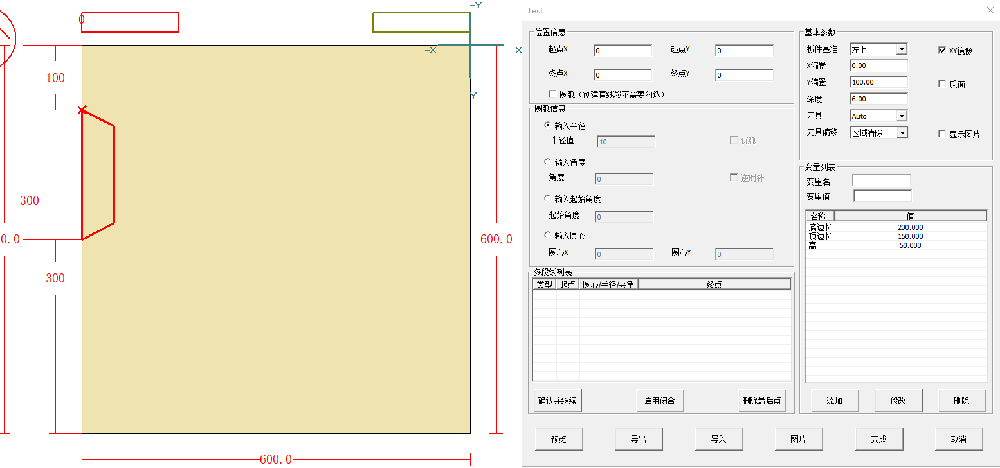 -Y
0
-X
X
Y
100
300
0.0
300
600.0
600.0
Test
位置信息
起点X 0 起点Y 0
终点X 0 终点Y 0
圆弧（创建直线段不需要勾选）
圆弧信息
输入半径
半径值 10 优弧
输入角度
角度 0 逆时针
输入起始角度
起始角度 0
输入圆心
圆心X 0 圆心Y 0
多段线列表
类型 起点 圆心/半径/夹角 终点
确认并继续 启用闭合 删除最后点
基本参数
板件基准 左上 XY镜像
X偏置 0.00
Y偏置 100.00 反面
深度 6.00
刀具 Auto
刀具偏移 区域清除 显示图片
变量列表
变量名
变量值
名称 值
底边长 200.000
顶边长 150.000
高 50.000
添加 修改 删除
预览 导出 导入 图片 完成 取消